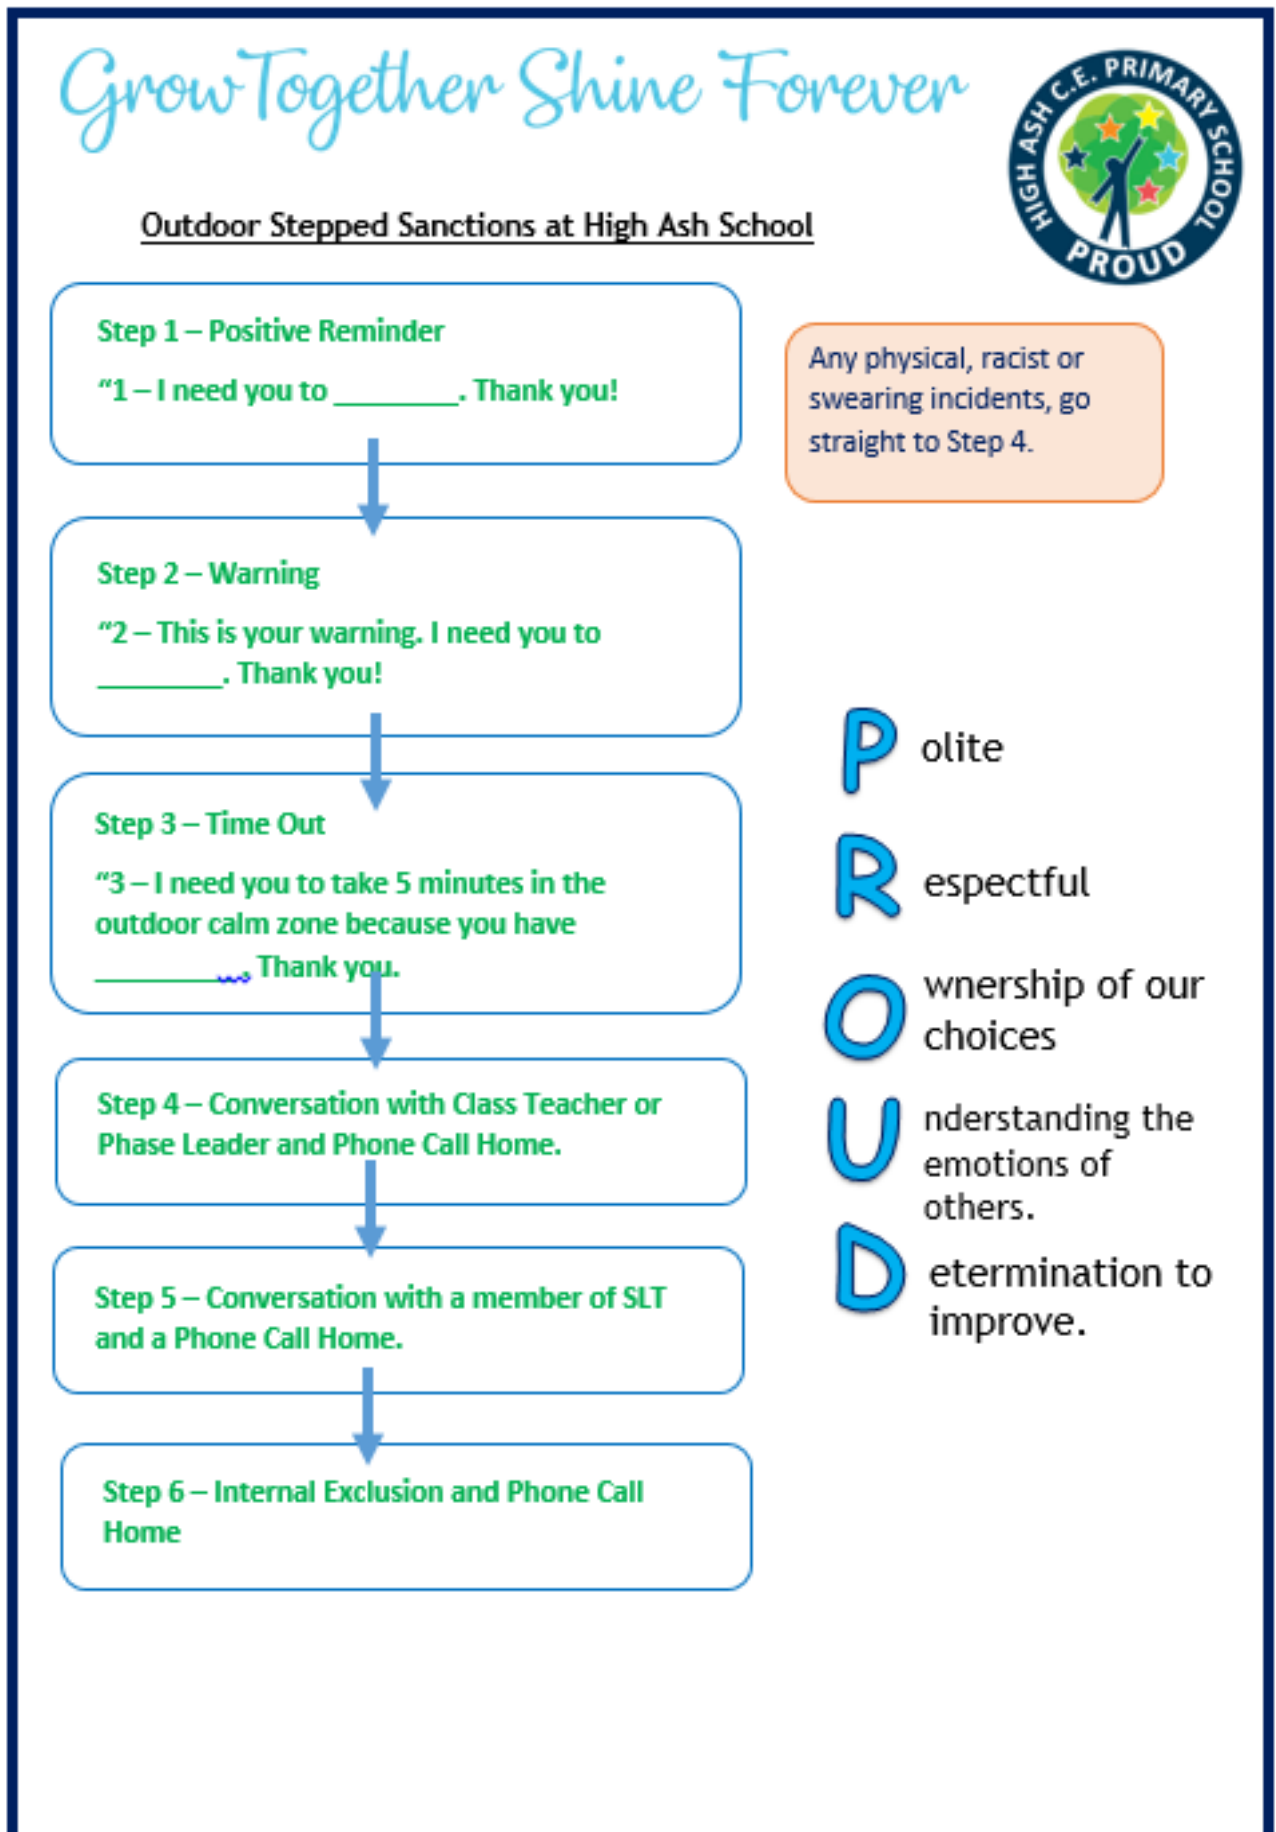 Grow Together Shine Forever
HIGH ASH C.E. PRIMARY SCHOOL
PROUD
Outdoor Stepped Sanctions at High Ash School
Step 1 – Positive Reminder
“1 – I need you to ________. Thank you!
Any physical, racist or
swearing incidents, go
straight to Step 4.
Step 2 – Warning
“2 – This is your warning. I need you to
________. Thank you!
Step 3 – Time Out
“3 – I need you to take 5 minutes in the
outdoor calm zone because you have
__________. Thank you.
Step 4 – Conversation with Class Teacher or
Phase Leader and Phone Call Home.
Step 5 – Conversation with a member of SLT
and a Phone Call Home.
Step 6 – Internal Exclusion and Phone Call
Home
Polite
Respectful
Ownership of our
choices
Understanding the
emotions of
others.
Determination to
improve.